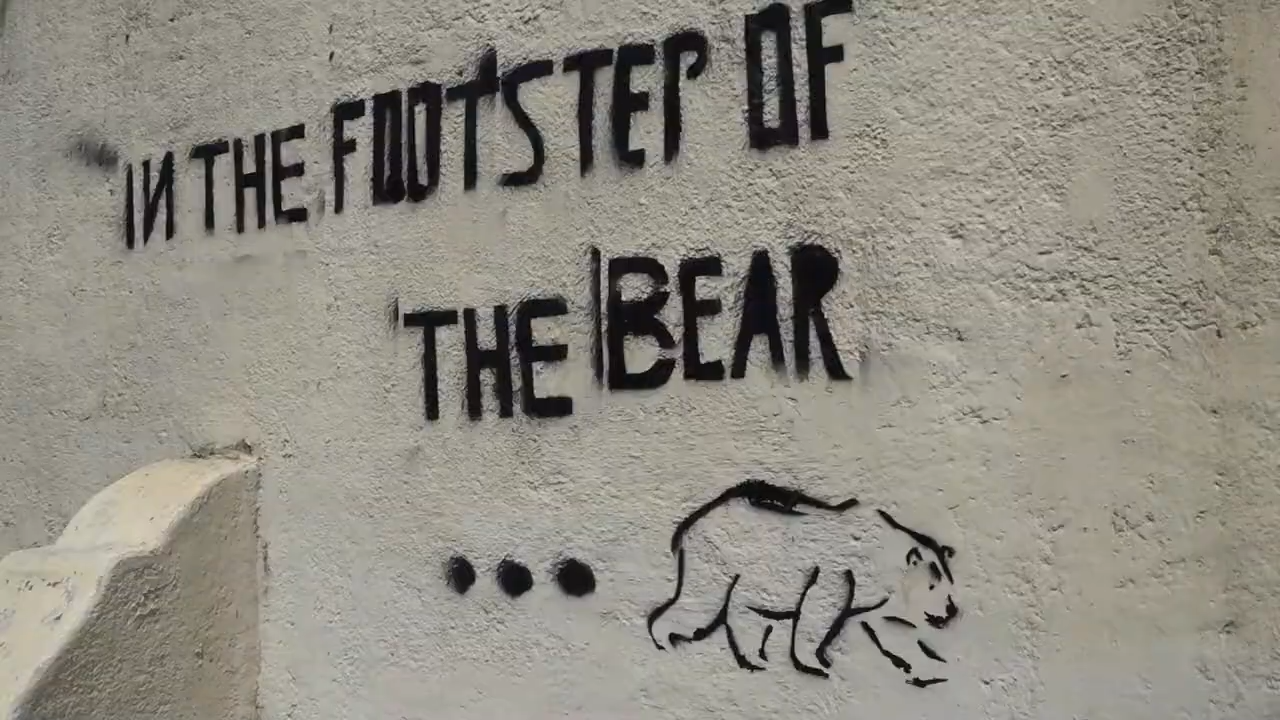 IN THE FOOTSTEP OF
THE BEAR
...